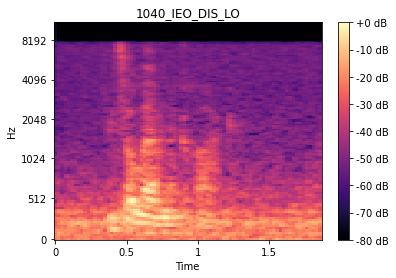 1040_IEO_DIS_LO
+0 dB
8192
-10 dB
4096
-20 dB
-30 dB
2048
Hz
-40 dB
1024
-50 dB
512
-60 dB
-70 dB
0
-80 dB
0
0.5
1
1.5
Time